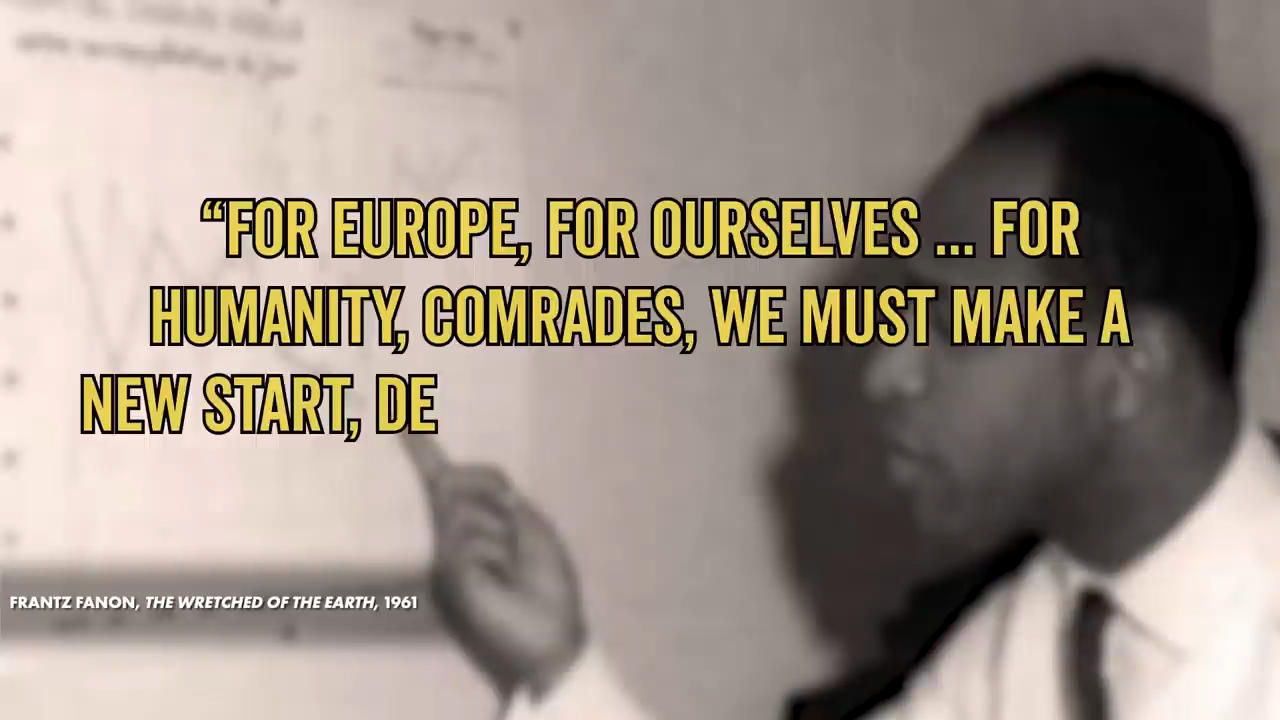 “FOR EUROPE, FOR OURSELVES ... FOR
HUMANITY, COMRADES, WE MUST MAKE A
NEW START, DE
FRANTZ FANON, THE WRETCHED OF THE EARTH, 1961